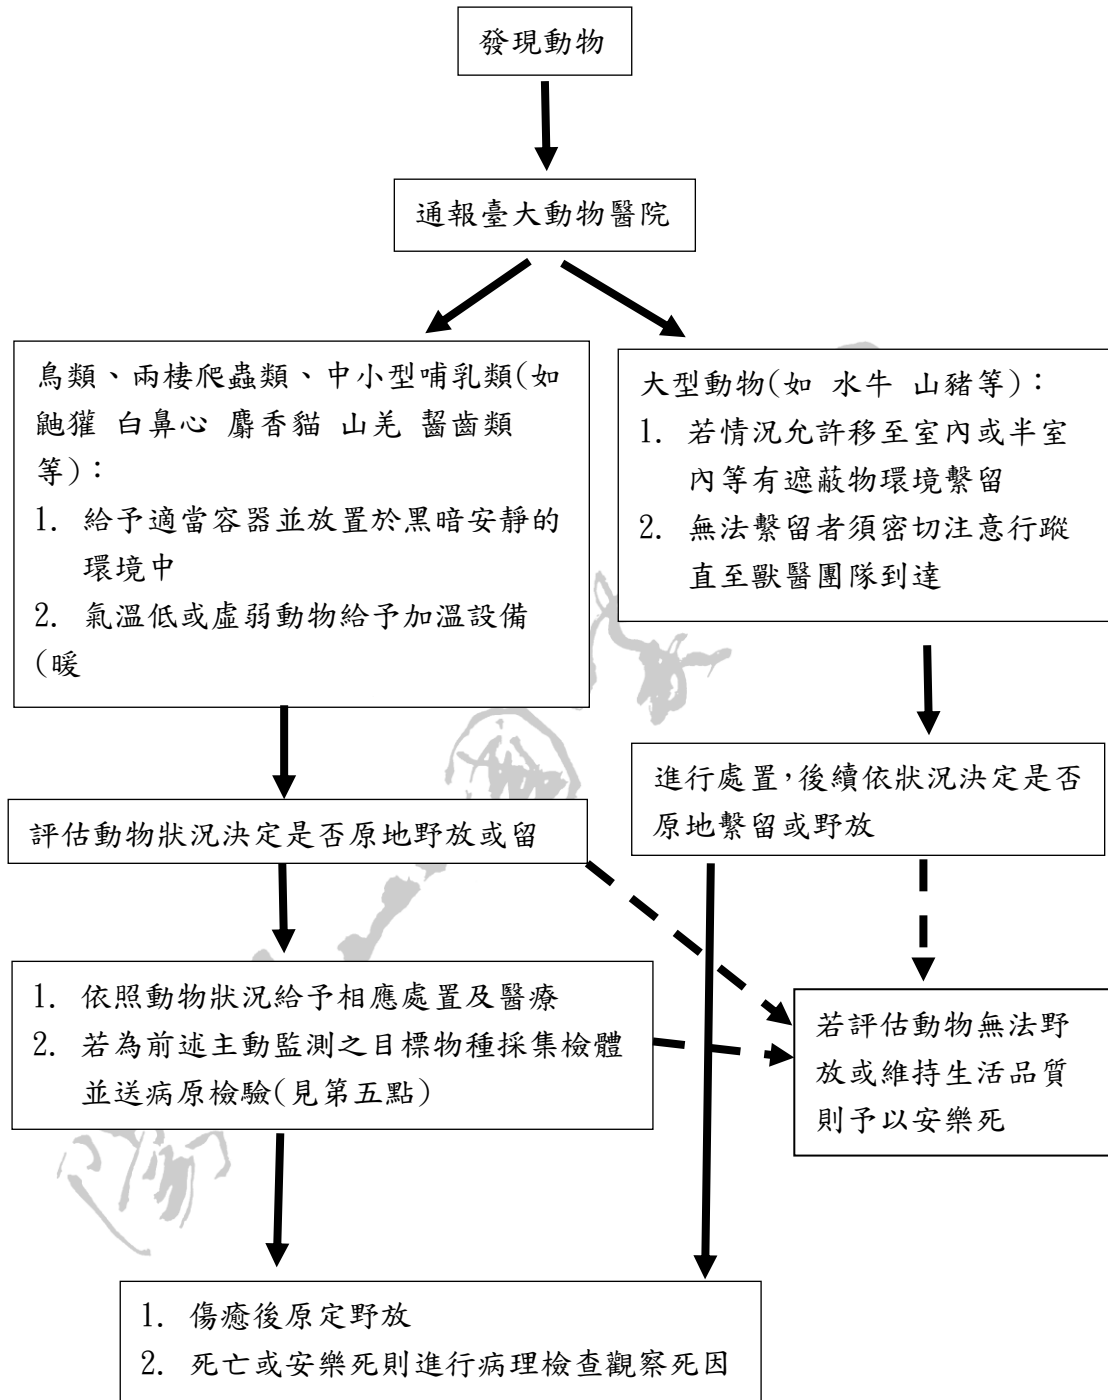 發現動物
通報臺大動物醫院
鳥類、兩棲爬蟲類、中小型哺乳類(如
鼬獾 白鼻心 麝香貓 山羌 齧齒類
等)：
1. 給予適當容器並放置於黑暗安靜的
環境中
2. 氣溫低或虛弱動物給予加溫設備
(暖
大型動物(如 水牛 山豬等)：
1. 若情況允許移至室內或半室
內等有遮蔽物環境繫留
2. 無法繫留者須密切注意行蹤
直至獸醫團隊到達
評估動物狀況決定是否原地野放或留
進行處置，後續依狀況決定是否
原地繫留或野放
1. 依照動物狀況給予相應處置及醫療
2. 若為前述主動監測之目標物種採集檢體
並送病原檢驗(見第五點)
若評估動物無法野
放或維持生活品質
則予以安樂死
1. 傷癒後原定野放
2. 死亡或安樂死則進行病理檢查觀察死因